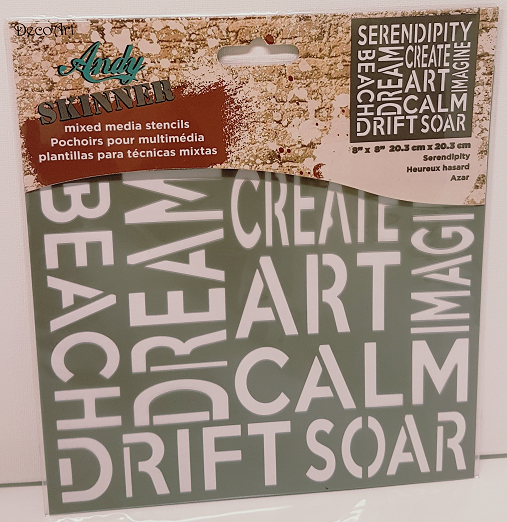 DecoArt
Andy
SKINNER
mixed media stencils
Pochoirs pour multimédia
plantillas para técnicas mixtas
SERENDIPITY
BEACH
DREAM
CREATE
IMAGINE
ART
CALM
DRIFT SOAR
8" x 8" 20.3 cm x 20.3 cm
Serendipity
Heureux hasard
Azar
BEACH
DREAM
CREATE
IMAGI
ART
CALM
DRIFT SOAR